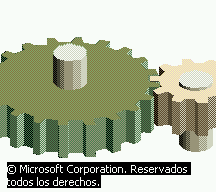 © Microsoft Corporation. Reservados
todos los derechos.